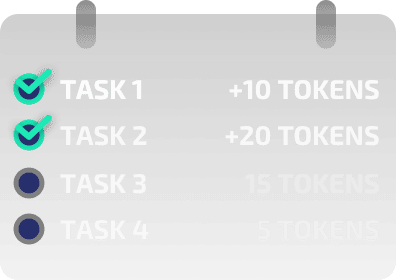 TASK 1 +10 TOKENS
TASK 2 +20 TOKENS
TASK 3 15 TOKENS
TASK 4 5 TOKENS